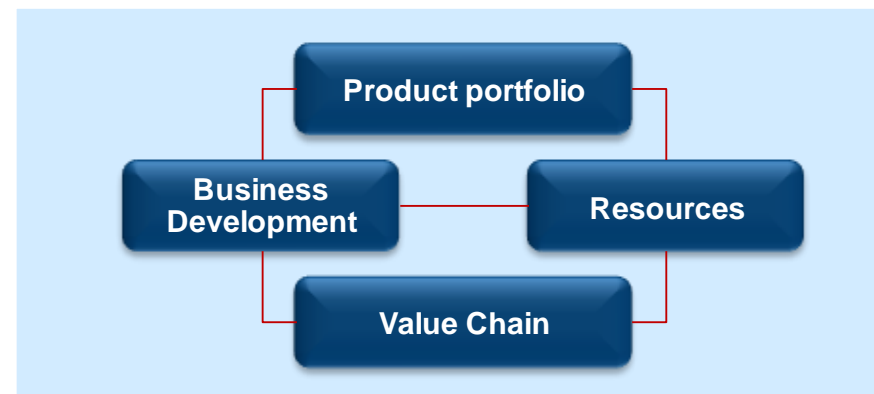 Product portfolio
Business
Development
Resources
Value Chain